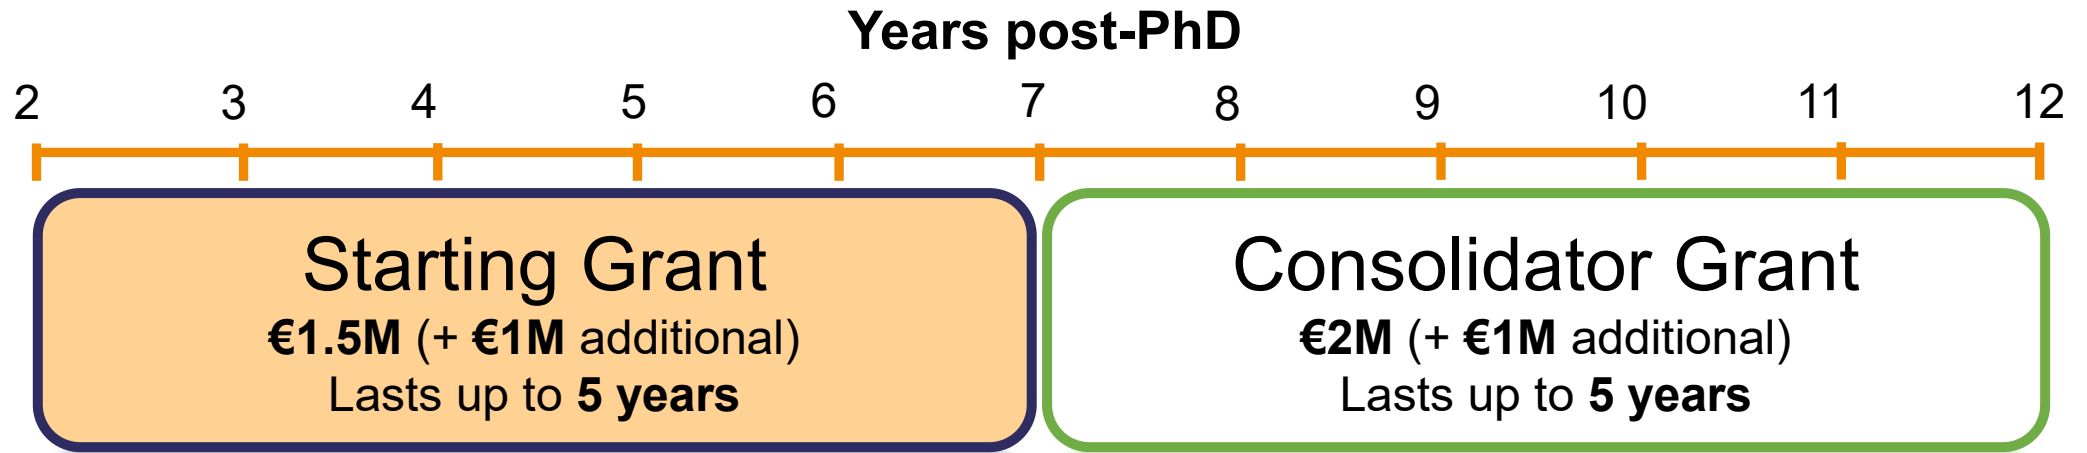 Years post-PhD
2 3 4 5 6 7 8 9 10 11 12
Starting Grant
€1.5M (+ €1M additional)
Lasts up to 5 years
Consolidator Grant
€2M (+ €1M additional)
Lasts up to 5 years